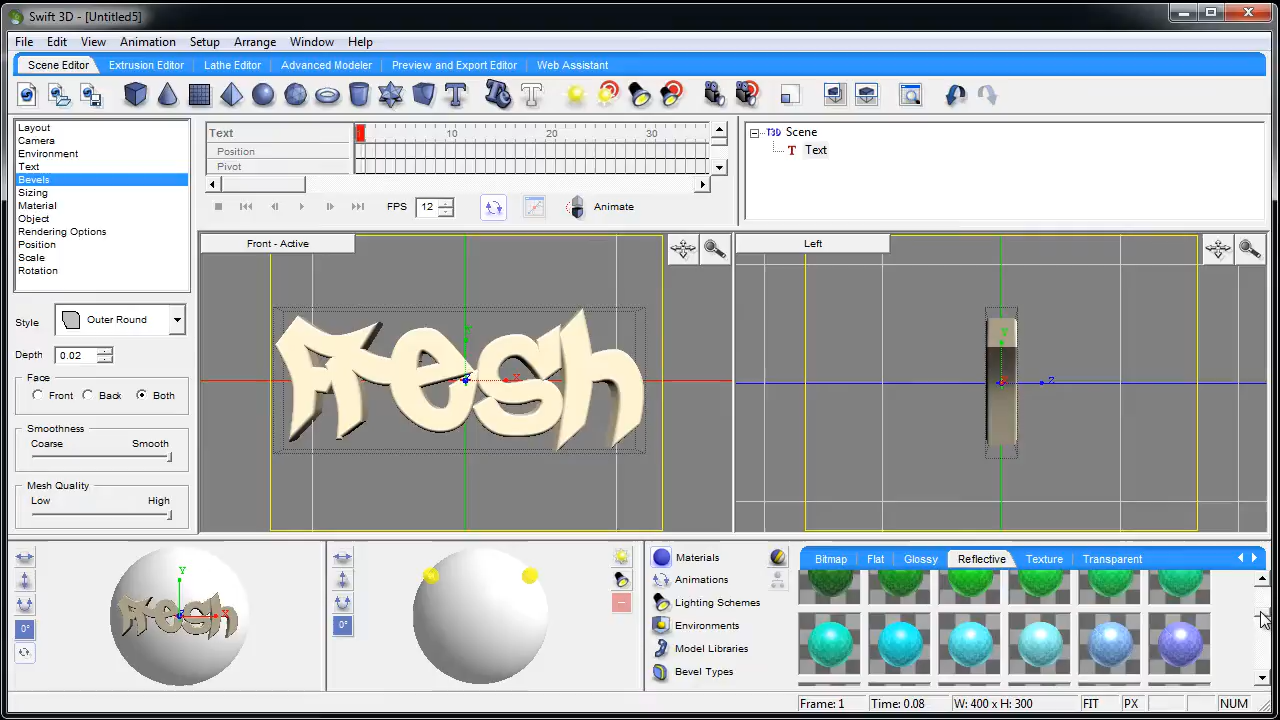 Swift 3D - [Untitled5]
File Edit View Animation Setup Arrange Window Help
Scene Editor Extrusion Editor Lathe Editor Advanced Modeler Preview and Export Editor Web Assistant
Layout
Camera
Environment
Text
Bevels
Sizing
Material
Object
Rendering Options
Position
Scale
Rotation
Text 1 10 20 30
Position
Pivot
FPS 12 Animate
Scene
Text
Style Outer Round
Depth 0.02
Face
Front Back Both
Smoothness
Coarse Smooth
Mesh Quality
Low High
Front - Active
Y
X
Fresh
Left
Y
X
Z
Y
X
Fresh
0°
0°
Materials
Animations
Lighting Schemes
Environments
Model Libraries
Bevel Types
Bitmap Flat Glossy Reflective Texture Transparent
Frame: 1 Time: 0.08 W: 400 x H: 300 FIT PX NUM